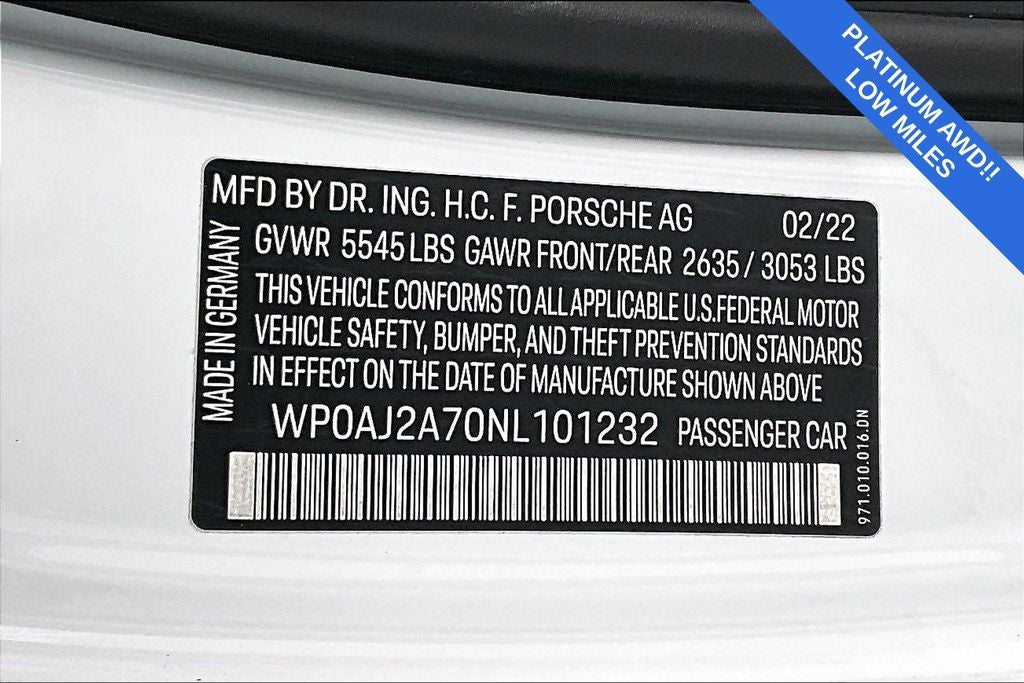 PLATINUM AWD!!
LOW MILES
MFD BY DR. ING. H.C. F. PORSCHE AG 02/22
GVWR 5545 LBS GAWR FRONT/REAR 2635 / 3053 LBS
THIS VEHICLE CONFORMS TO ALL APPLICABLE U.S.FEDERAL MOTOR
VEHICLE SAFETY, BUMPER, AND THEFT PREVENTION STANDARDS
IN EFFECT ON THE DATE OF MANUFACTURE SHOWN ABOVE
WP0AJ2A70NL101232 PASSENGER CAR
MADE IN GERMANY
971.010.016.DN